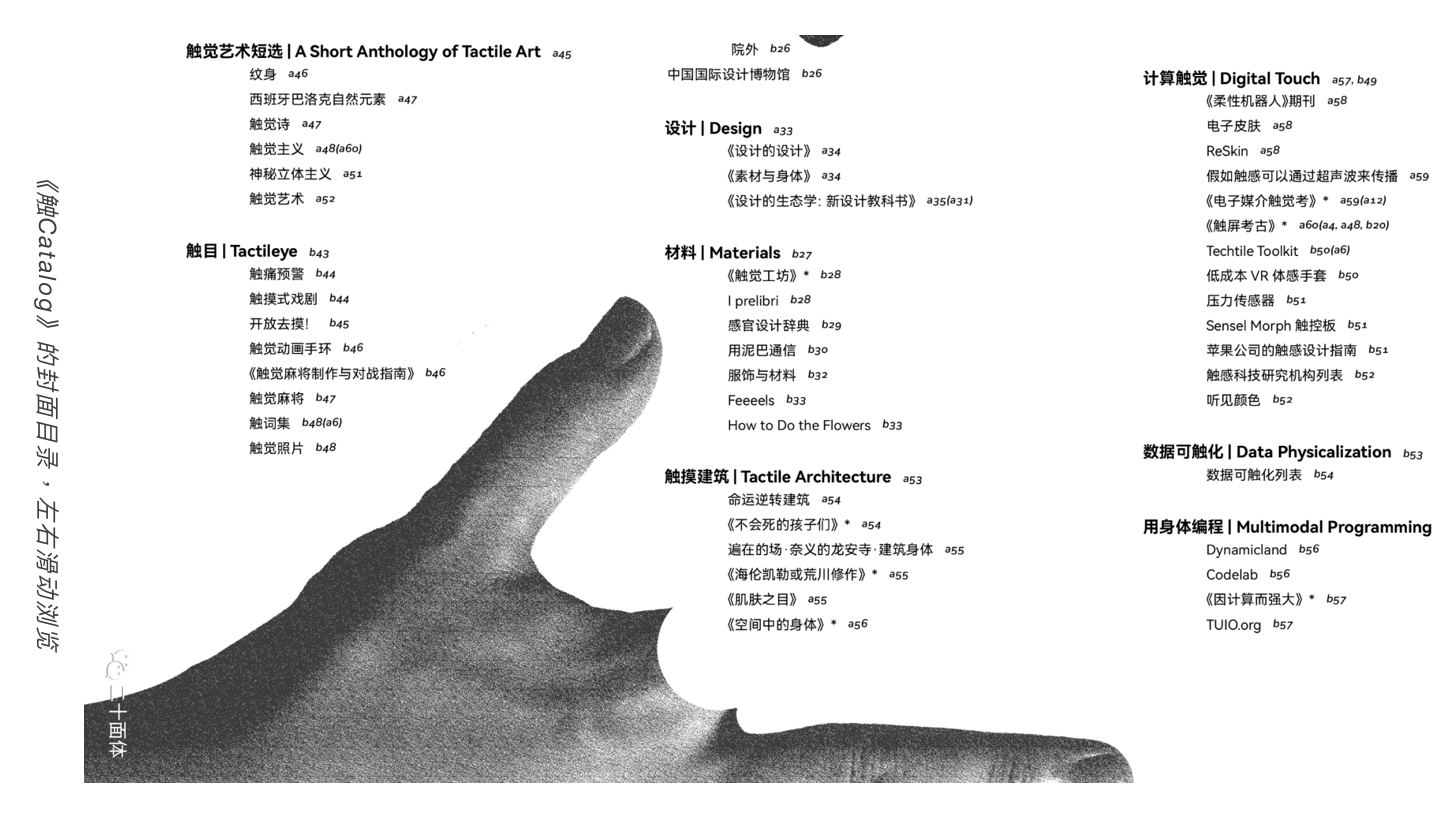 《触Catalog》的封面目录，左右滑动浏览
触觉艺术短选 | A Short Anthology of Tactile Art a45
纹身 a46
西班牙巴洛克自然元素 a47
触觉诗 a47
触觉主义 a48(a60)
神秘立体主义 a51
触觉艺术 a52
触目 | Tactileye b43
触痛预警 b44
触摸式戏剧 b44
开放去摸！ b45
触觉动画手环 b46
《触觉麻将制作与对战指南》 b46
触觉麻将 b47
触词集 b48(a6)
触觉照片 b48
二十面体
院外 b26
中国国际设计博物馆 b26
设计 | Design a33
《设计的设计》 a34
《素材与身体》 a34
《设计的生态学：新设计教科书》 a35(a31)
材料 | Materials b27
《触觉工坊》* b28
I prelibri b28
感官设计辞典 b29
用泥巴通信 b30
服饰与材料 b32
Feeeels b33
How to Do the Flowers b33
触摸建筑 | Tactile Architecture a53
命运逆转建筑 a54
《不会死的孩子们》* a54
遍在的场·奈义的龙安寺·建筑身体 a55
《海伦凯勒或荒川修作》* a55
《肌肤之目》 a55
《空间中的身体》* a56
计算触觉 | Digital Touch a57, b49
《柔性机器人》期刊 a58
电子皮肤 a58
ReSkin a58
假如触感可以通过超声波来传播 a59
《电子媒介触觉考》* a59(a12)
《触屏考古》* a60(a4, a48, b20)
Techtile Toolkit b50(a6)
低成本 VR 体感手套 b50
压力传感器 b51
Sensel Morph 触控板 b51
苹果公司的触感设计指南 b51
触感科技研究机构列表 b52
听见颜色 b52
数据可触化 | Data Physicalization b53
数据可触化列表 b54
用身体编程 | Multimodal Programming
Dynamicland b56
Codelab b56
《因计算而强大》* b57
TUIO.org b57